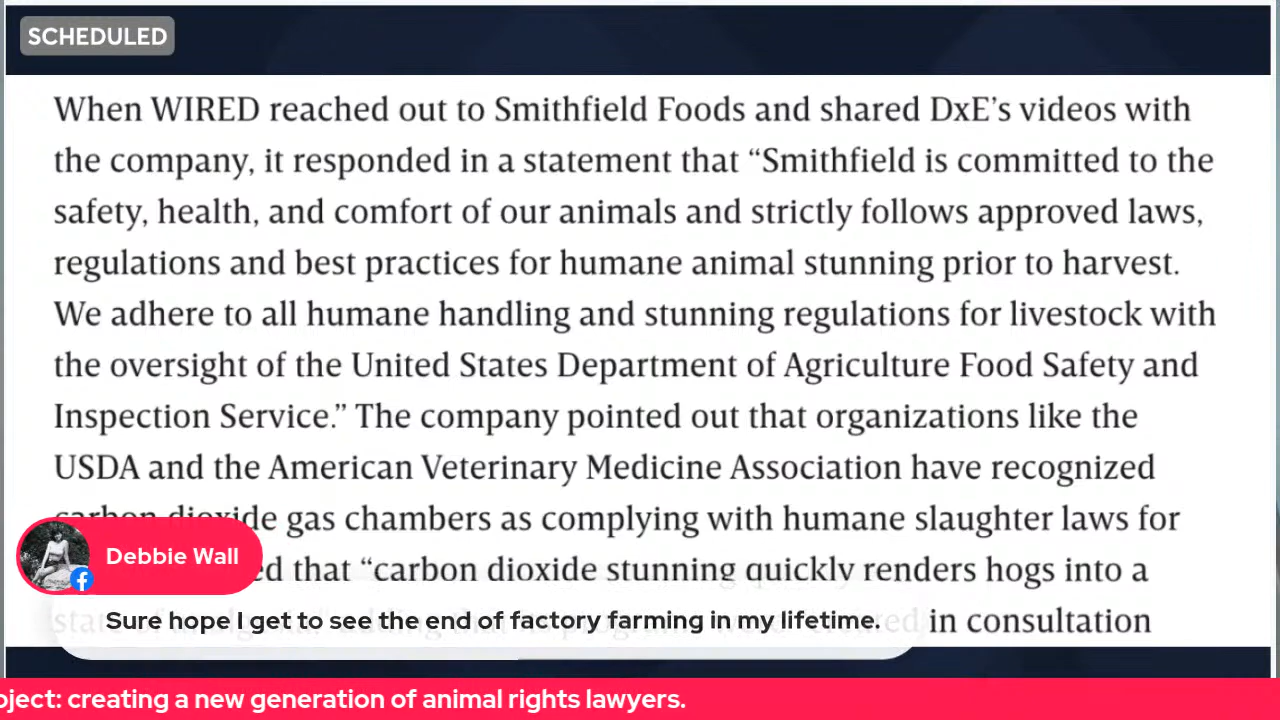 SCHEDULED
When WIRED reached out to Smithfield Foods and shared DxE’s videos with
the company, it responded in a statement that “Smithfield is committed to the
safety, health, and comfort of our animals and strictly follows approved laws,
regulations and best practices for humane animal stunning prior to harvest.
We adhere to all humane handling and stunning regulations for livestock with
the oversight of the United States Department of Agriculture Food Safety and
Inspection Service.” The company pointed out that organizations like the
USDA and the American Veterinary Medicine Association have recognized
carbon dioxide gas chambers as complying with humane slaughter laws for
that “carbon dioxide stunning quickly renders hogs into a
in consultation
Debbie Wall
Sure hope I get to see the end of factory farming in my lifetime.
oject: creating a new generation of animal rights lawyers.